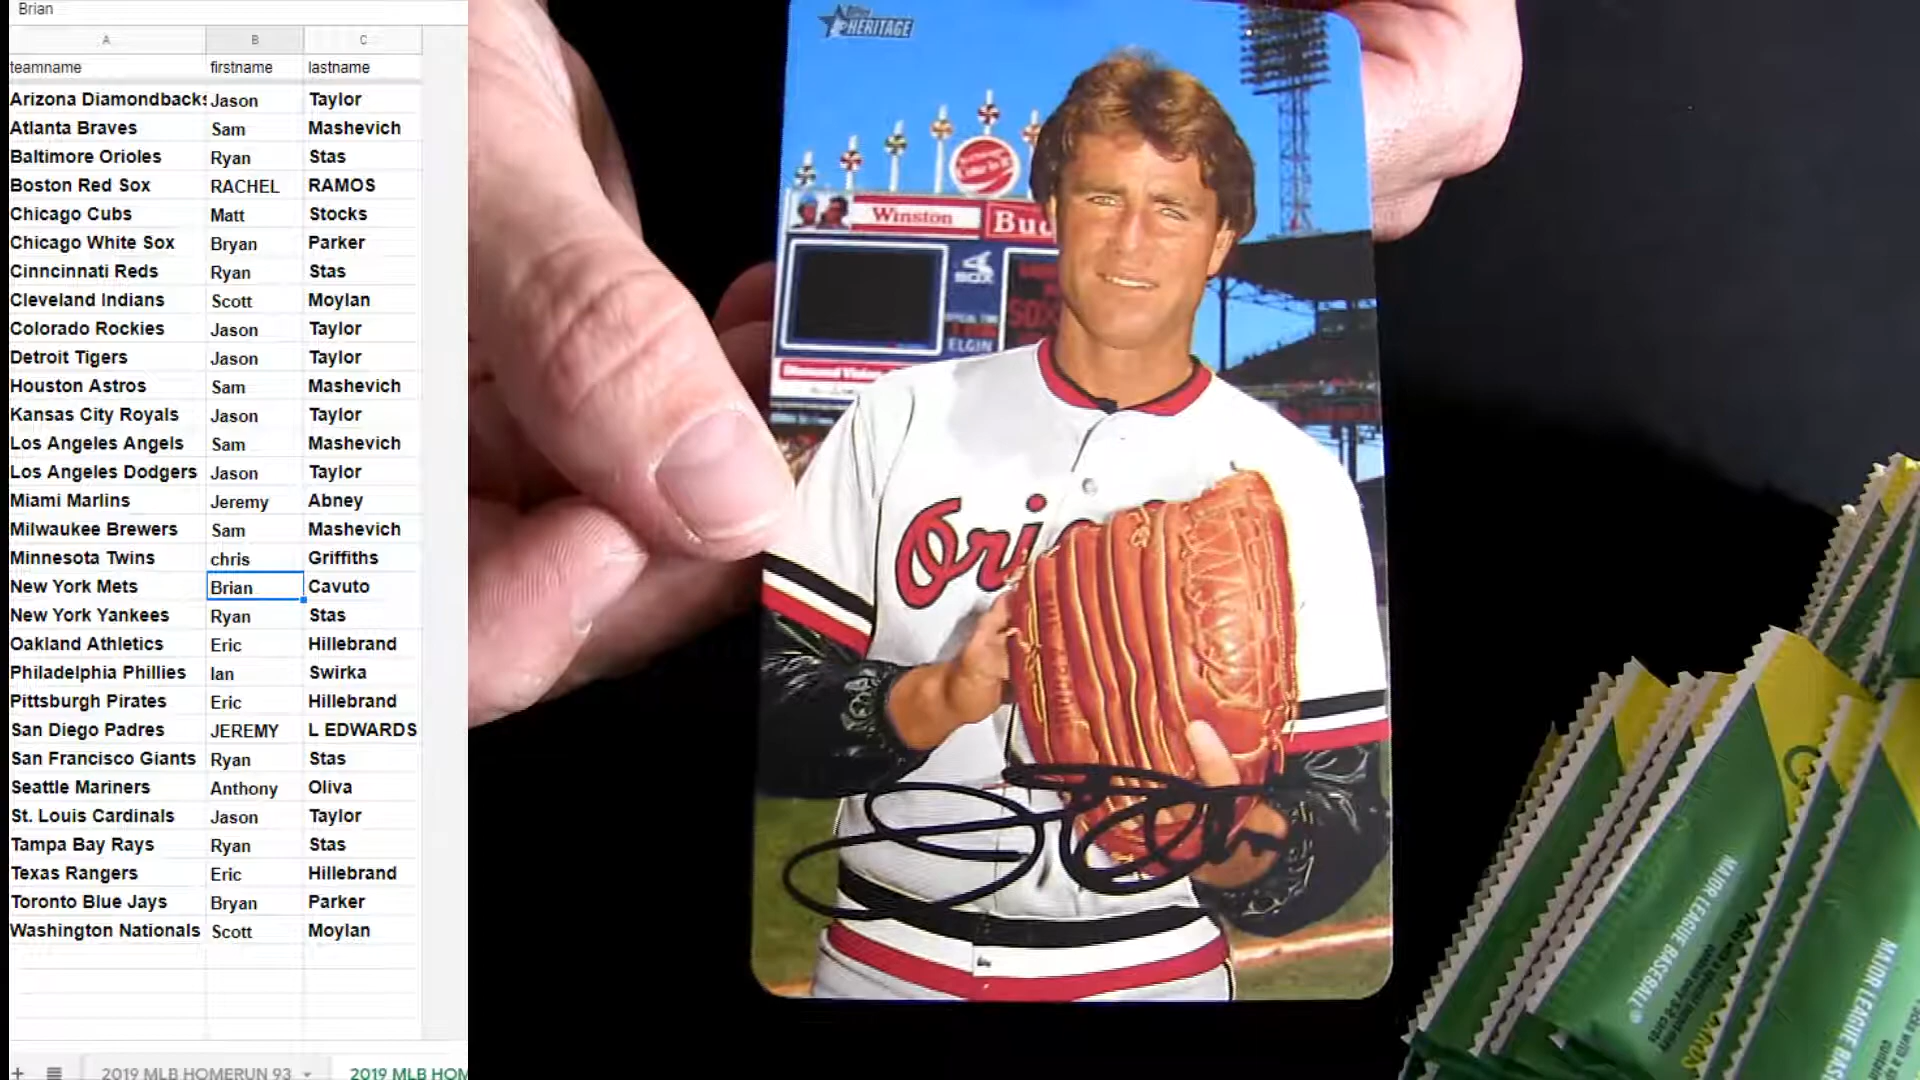 Brian
A B C
teamname firstname lastname
Arizona Diamondbacks Jason Taylor
Atlanta Braves Sam Mashevich
Baltimore Orioles Ryan Stas
Boston Red Sox RACHEL RAMOS
Chicago Cubs Matt Stocks
Chicago White Sox Bryan Parker
Cinncinnati Reds Ryan Stas
Cleveland Indians Scott Moylan
Colorado Rockies Jason Taylor
Detroit Tigers Jason Taylor
Houston Astros Sam Mashevich
Kansas City Royals Jason Taylor
Los Angeles Angels Sam Mashevich
Los Angeles Dodgers Jason Taylor
Miami Marlins Jeremy Abney
Milwaukee Brewers Sam Mashevich
Minnesota Twins chris Griffiths
New York Mets Brian Cavuto
New York Yankees Ryan Stas
Oakland Athletics Eric Hillebrand
Philadelphia Phillies Ian Swirka
Pittsburgh Pirates Eric Hillebrand
San Diego Padres JEREMY L EDWARDS
San Francisco Giants Ryan Stas
Seattle Mariners Anthony Oliva
St. Louis Cardinals Jason Taylor
Tampa Bay Rays Ryan Stas
Texas Rangers Eric Hillebrand
Toronto Blue Jays Bryan Parker
Washington Nationals Scott Moylan
+ 2019 MLB HOMERUN 93 2019 MLB HOM
Topps
HERITAGE
Winston
Bud
SOX
SOX
ELGIN
Diamond Vision
Ori
MAJOR LEAGUE BASEBALL
MAJOR LEAGUE BASE